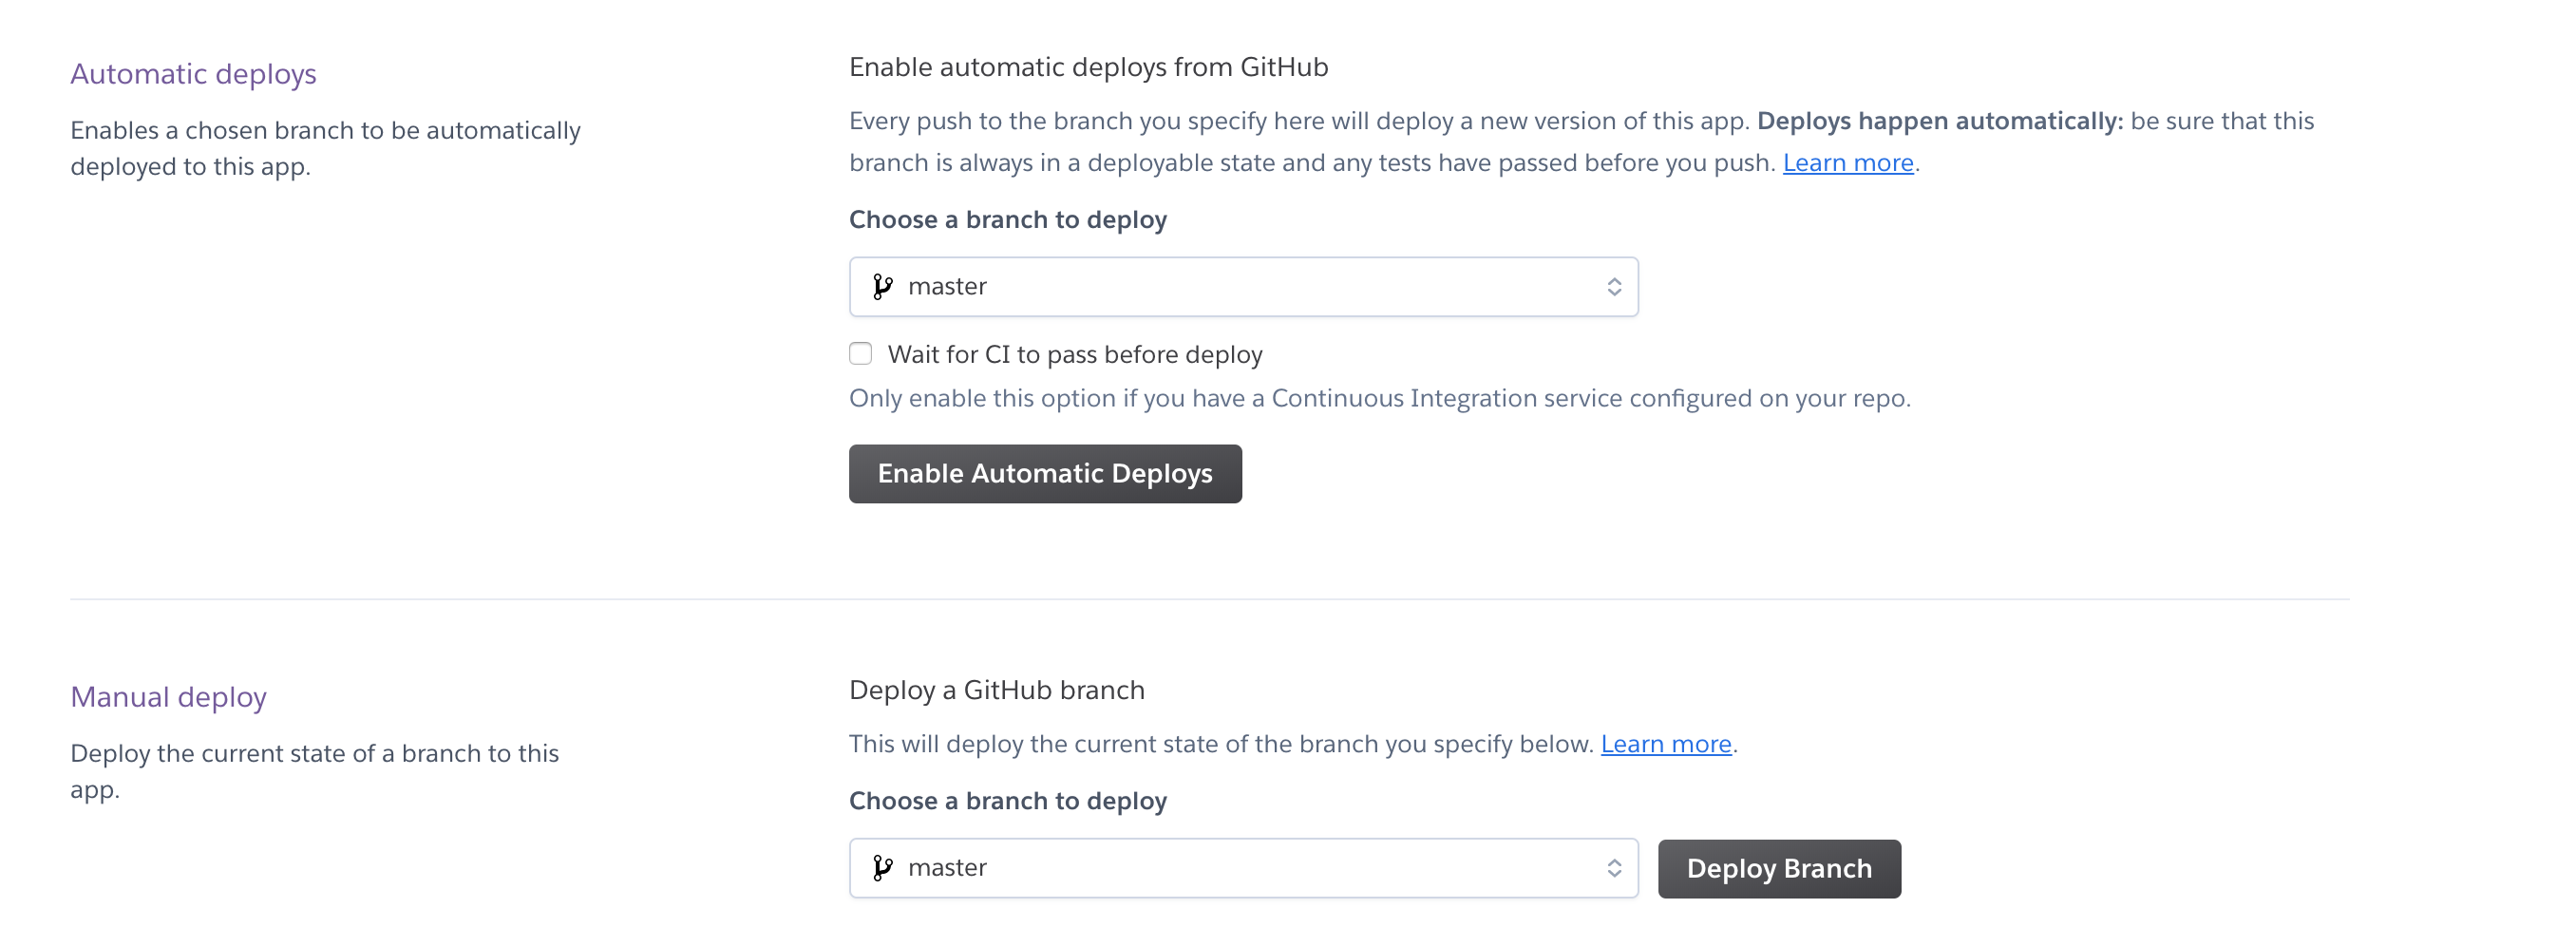 Automatic deploys
Enables a chosen branch to be automatically
deployed to this app.
Enable automatic deploys from GitHub
Every push to the branch you specify here will deploy a new version of this app. Deploys happen automatically: be sure that this
branch is always in a deployable state and any tests have passed before you push. Learn more.
Choose a branch to deploy
master
Wait for CI to pass before deploy
Only enable this option if you have a Continuous Integration service configured on your repo.
Enable Automatic Deploys
Manual deploy
Deploy the current state of a branch to this
app.
Deploy a GitHub branch
This will deploy the current state of the branch you specify below. Learn more.
Choose a branch to deploy
master
Deploy Branch